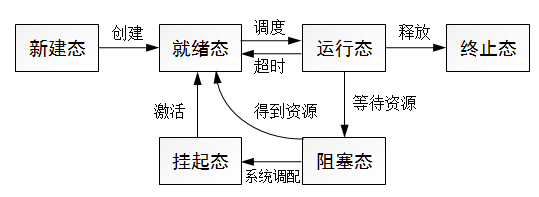 创建
调度
释放
新建态
就绪态
运行态
终止态
超时
激活
得到资源
等待资源
挂起态
系统调配
阻塞态